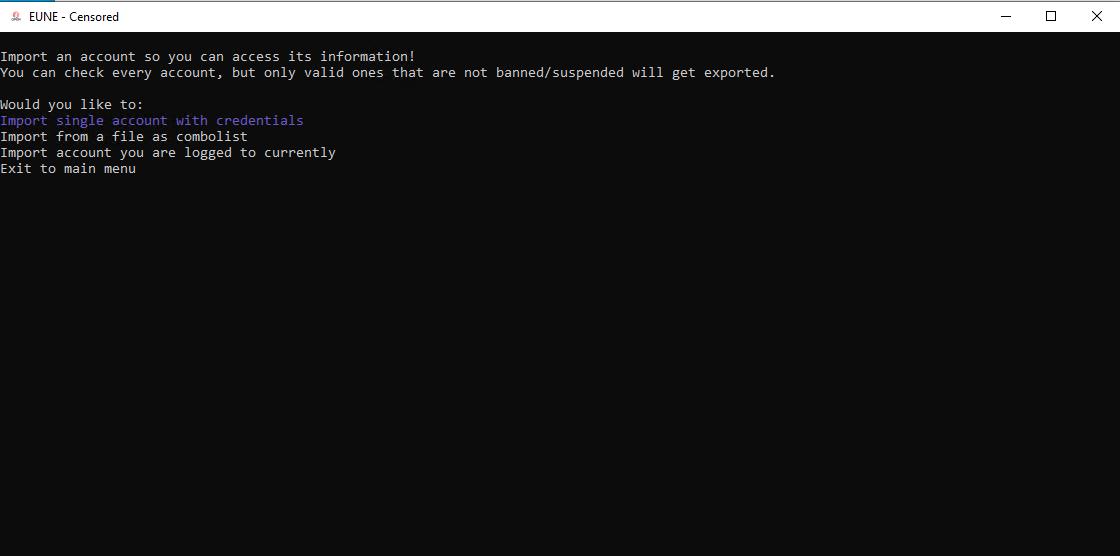 EUNE - Censored
Import an account so you can access its information!
You can check every account, but only valid ones that are not banned/suspended will get exported.
Would you like to:
Import single account with credentials
Import from a file as combolist
Import account you are logged to currently
Exit to main menu